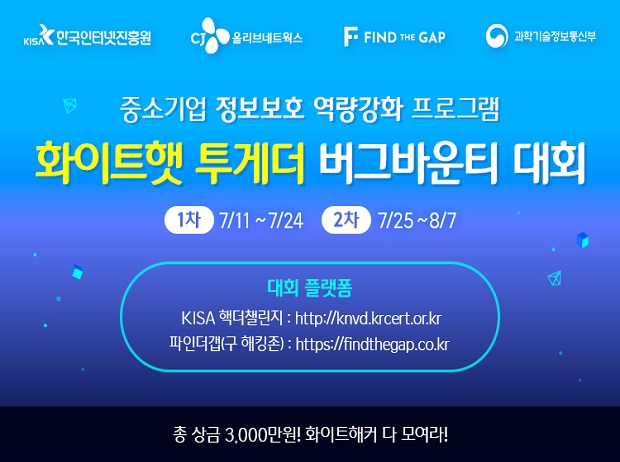 KISA 한국인터넷진흥원 CJ 올리브네트웍스 FIND THE GAP 과학기술정보통신부
중소기업 정보보호 역량강화 프로그램
화이트햇 투게더 버그바운티 대회
1차 7/11 ~ 7/24 2차 7/25 ~ 8/7
대회 플랫폼
KISA 핵더챌린지 : http://knvd.krcert.or.kr
파인더갭(구 해킹존) : https://findthegap.co.kr
총 상금 3,000만원! 화이트해커 다 모여라!